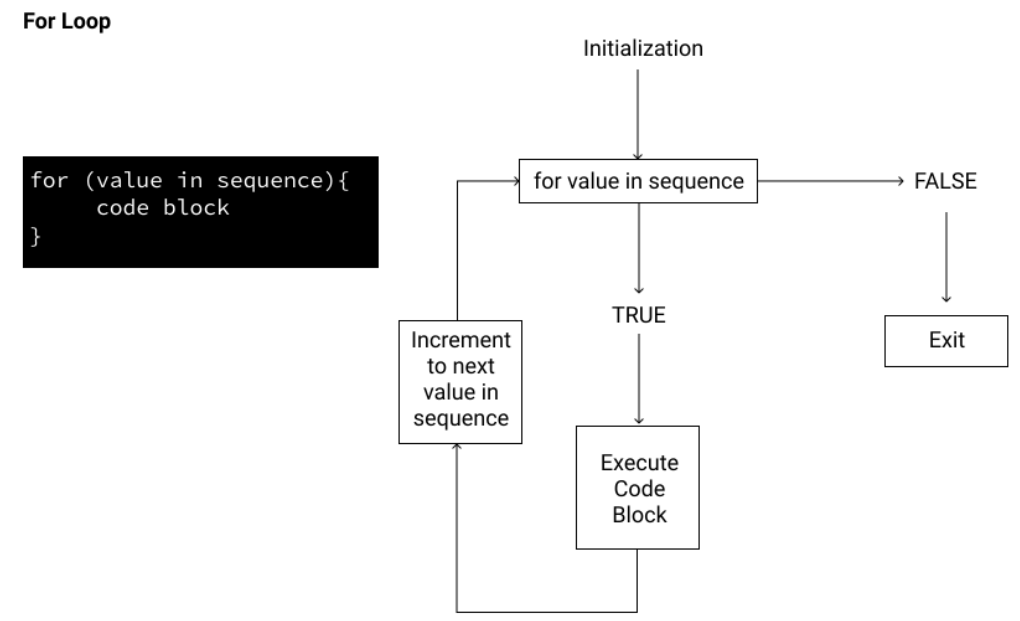 For Loop
Initialization
for (value in sequence){
code block
}
for value in sequence
FALSE
TRUE
Increment
to next
value in
sequence
Exit
Execute
Code
Block